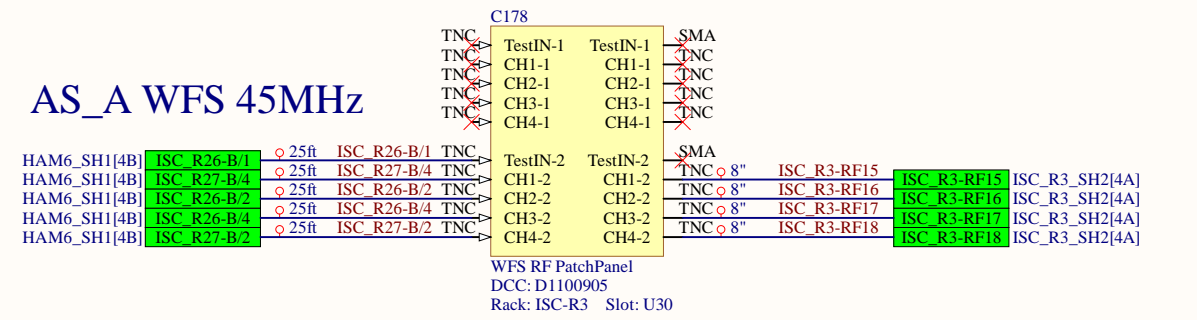 C178
TNC TestIN-1 TestIN-1 SMA
TNC CH1-1 CH1-1 TNC
TNC CH2-1 CH2-1 TNC
TNC CH3-1 CH3-1 TNC
TNC CH4-1 CH4-1 TNC
AS_A WFS 45MHz
HAM6_SH1[4B] ISC_R26-B/1 25ft ISC_R26-B/1 TNC TestIN-2 TestIN-2 SMA
HAM6_SH1[4B] ISC_R27-B/4 25ft ISC_R27-B/4 TNC CH1-2 CH1-2 TNC 8" ISC_R3-RF15 ISC_R3-RF15 ISC_R3_SH2[4A]
HAM6_SH1[4B] ISC_R26-B/2 25ft ISC_R26-B/2 TNC CH2-2 CH2-2 TNC 8" ISC_R3-RF16 ISC_R3-RF16 ISC_R3_SH2[4A]
HAM6_SH1[4B] ISC_R26-B/4 25ft ISC_R26-B/4 TNC CH3-2 CH3-2 TNC 8" ISC_R3-RF17 ISC_R3-RF17 ISC_R3_SH2[4A]
HAM6_SH1[4B] ISC_R27-B/2 25ft ISC_R27-B/2 TNC CH4-2 CH4-2 TNC 8" ISC_R3-RF18 ISC_R3-RF18 ISC_R3_SH2[4A]
WFS RF PatchPanel
DCC: D1100905
Rack: ISC-R3 Slot: U30